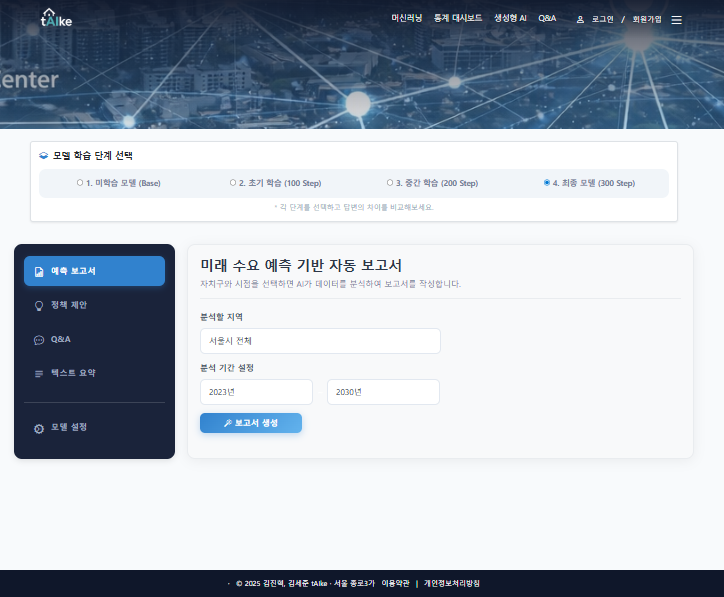 tAIke
머신러닝 통계 대시보드 생성형 AI Q&A 로그인 / 회원가입
enter
모델 학습 단계 선택
1. 미학습 모델 (Base) 2. 초기 학습 (100 Step) 3. 중간 학습 (200 Step) 4. 최종 모델 (300 Step)
* 각 단계를 선택하고 답변의 차이를 비교해보세요.
예측 보고서
정책 제안
Q&A
텍스트 요약
모델 설정
미래 수요 예측 기반 자동 보고서
자치구와 시점을 선택하면 AI가 데이터를 분석하여 보고서를 작성합니다.
분석할 지역
서울시 전체
분석 기간 설정
2023년 2030년
보고서 생성
· © 2025 김진혁, 김세준 tAIke · 서울 종로3가 이용약관 | 개인정보처리방침